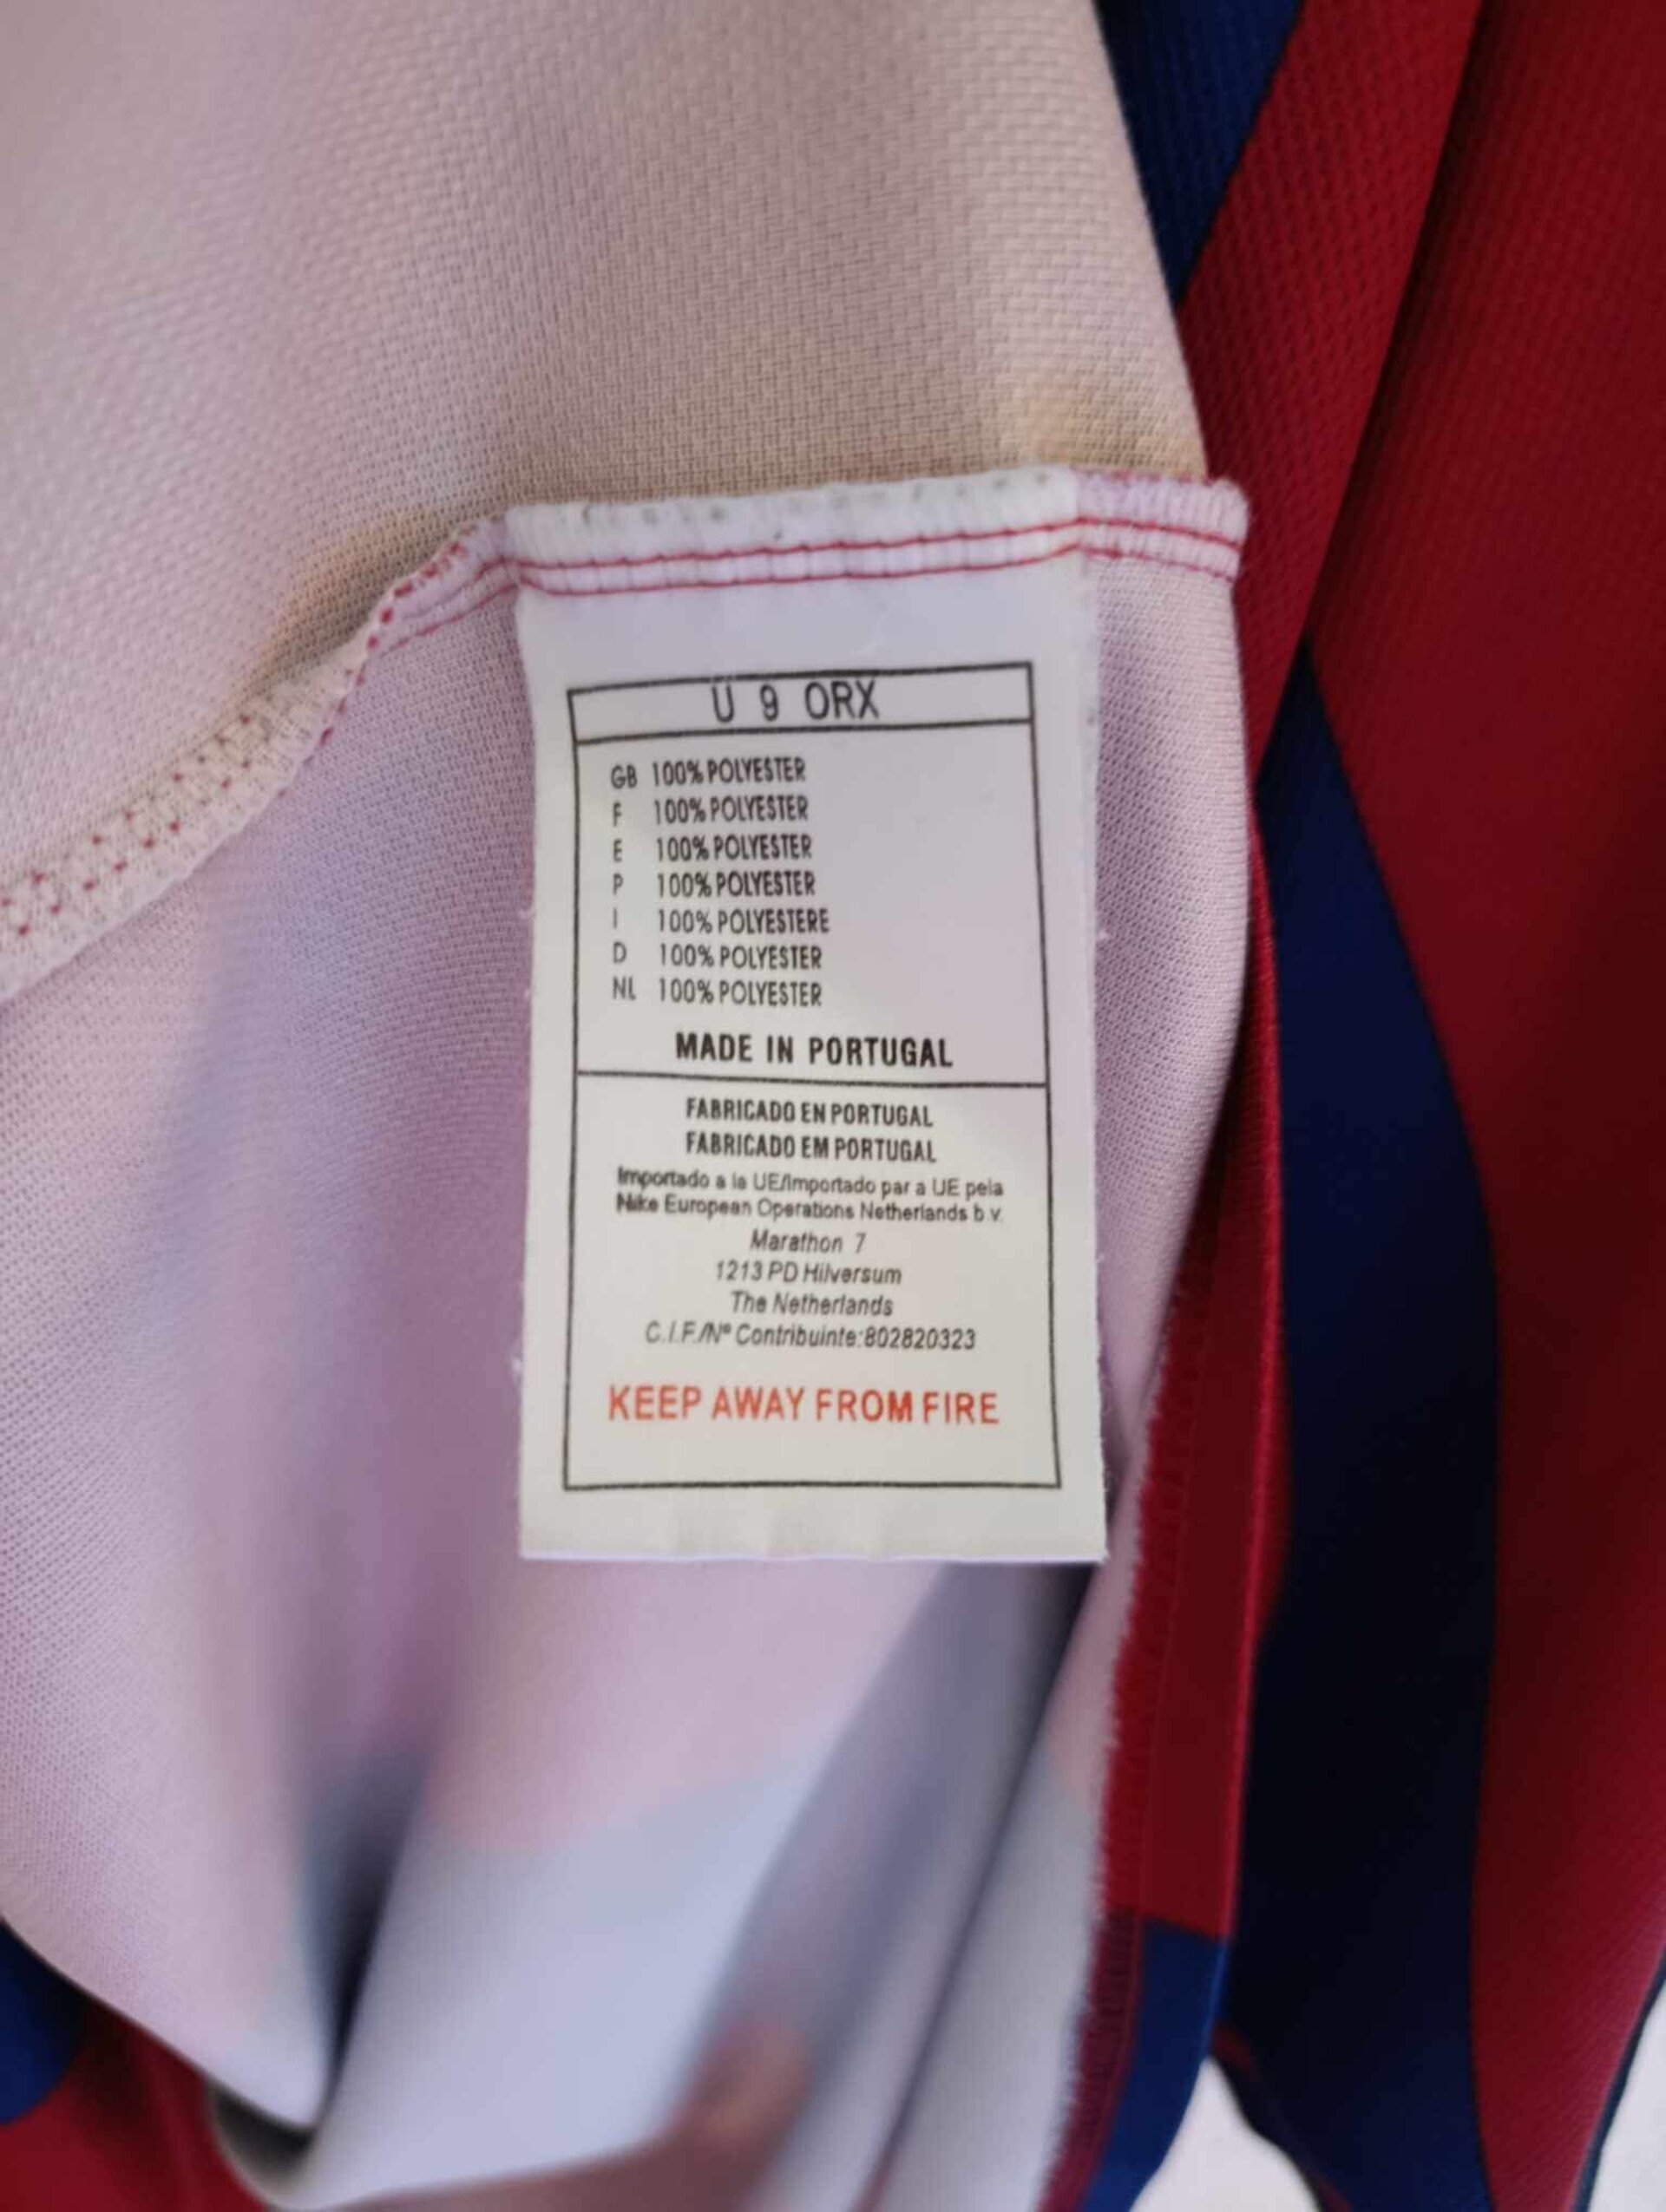 U 9 ORX
GB 100% POLYESTER
F 100% POLYESTER
E 100% POLYESTER
P 100% POLYESTER
I 100% POLYESTERE
D 100% POLYESTER
NL 100% POLYESTER
MADE IN PORTUGAL
FABRICADO EN PORTUGAL
FABRICADO EM PORTUGAL
Importado a la UE/Importado par a UE pela
Nike European Operations Netherlands b.v.
Marathon 7
1213 PD Hilversum
The Netherlands
C.I.F./Nº Contribuinte:802820323
KEEP AWAY FROM FIRE